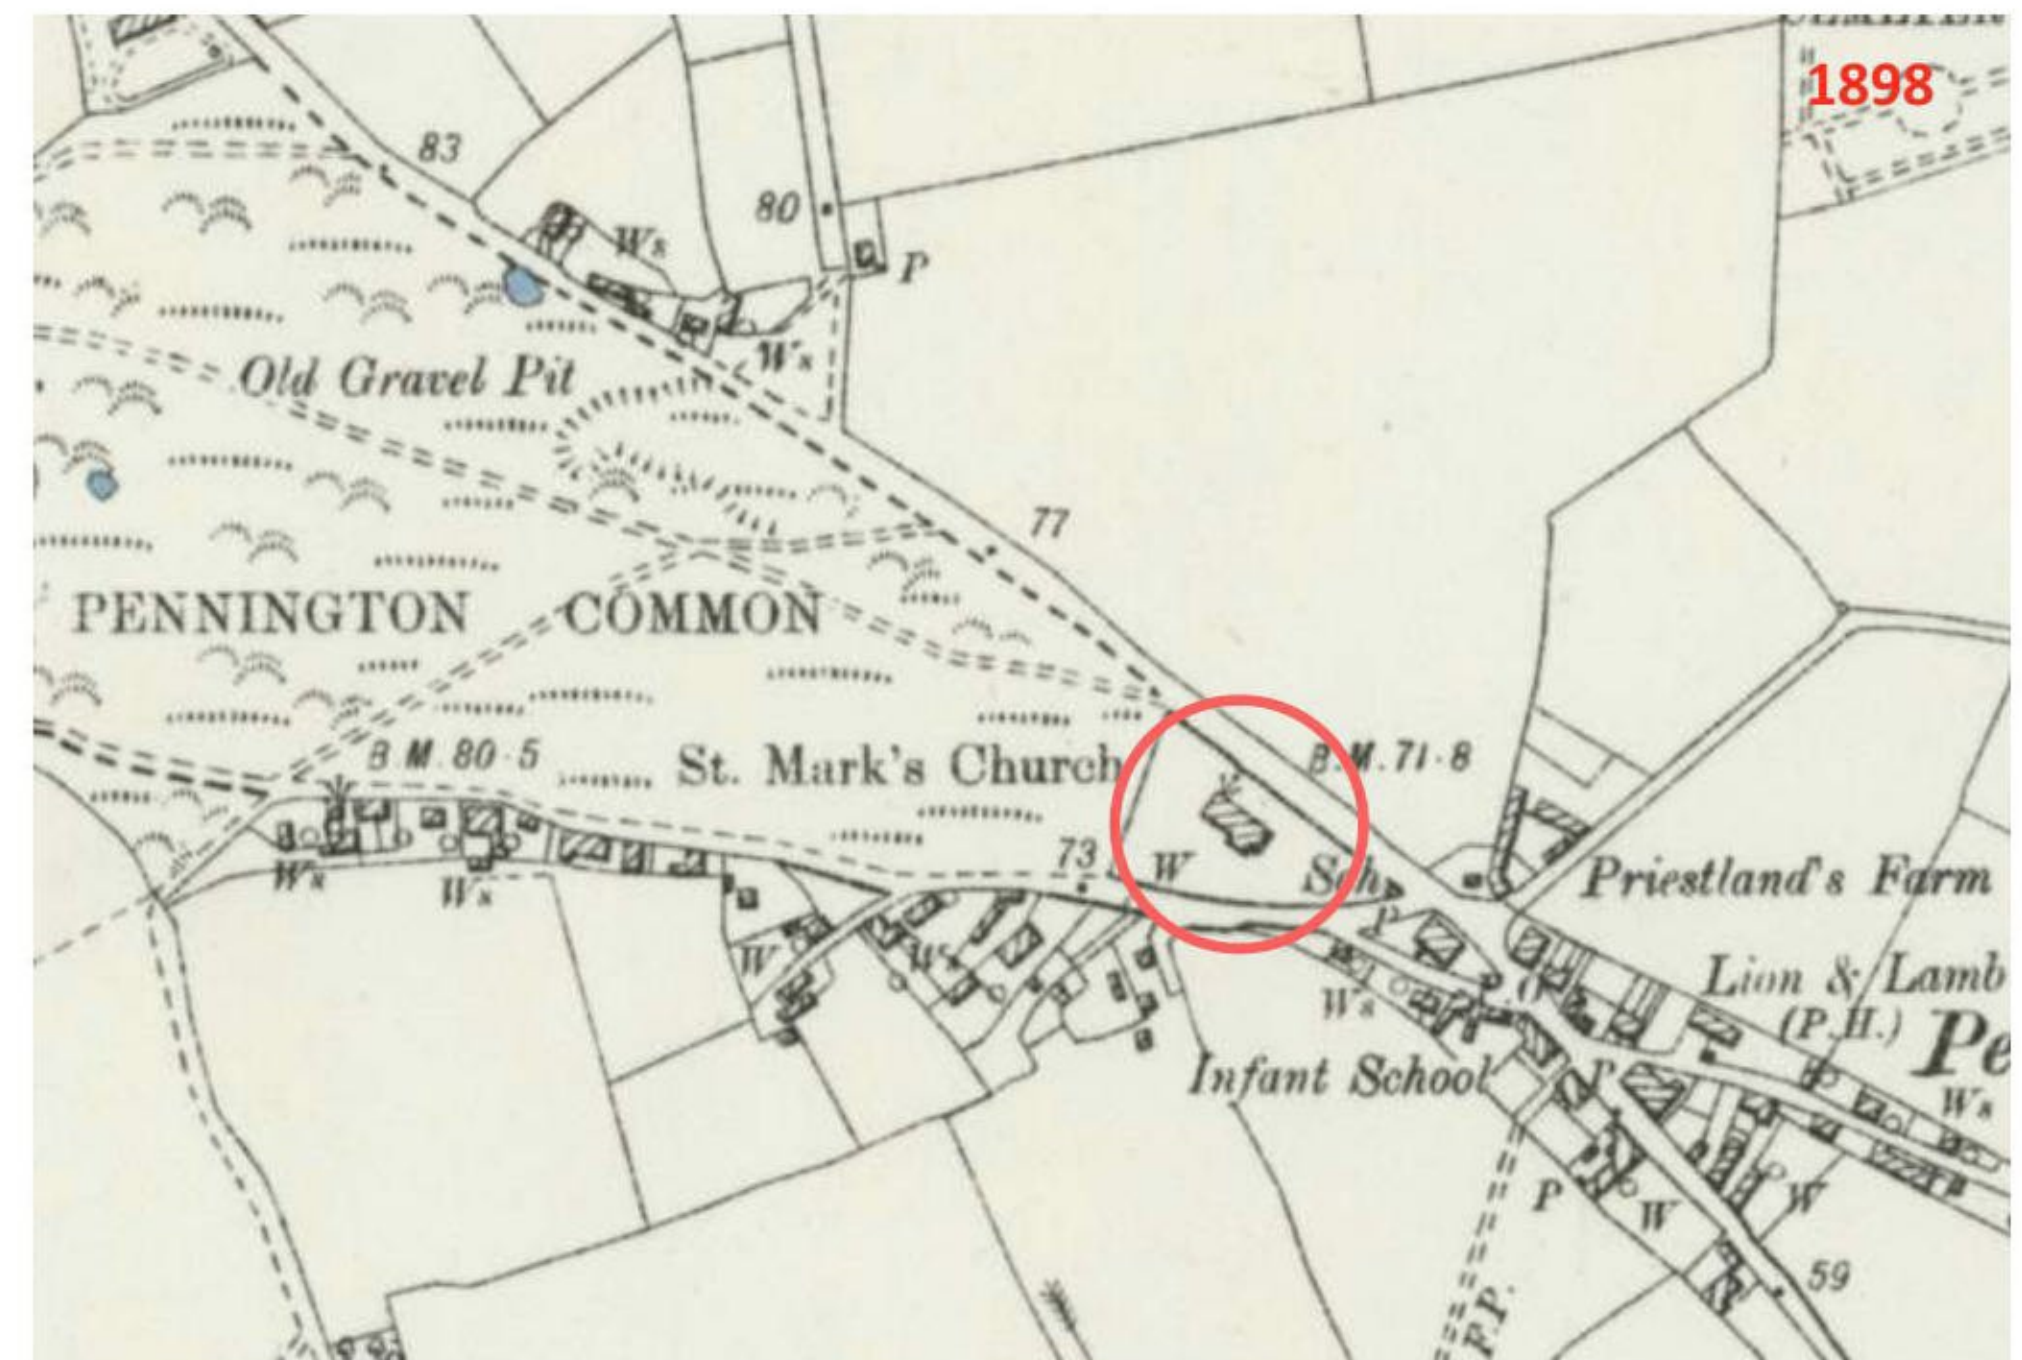 1898
83
80
Ws
P
Ws
Old Gravel Pit
77
PENNINGTON COMMON
B.M.80·5
St. Mark's Church
B.M.71·8
73
W
Sch.
Priestland's Farm
Ws
Ws
P
W
Ws
Ws
Lion & Lamb
(P.H.)
Pe
Infant School
P
Ws
P
W
W
59
F.P.